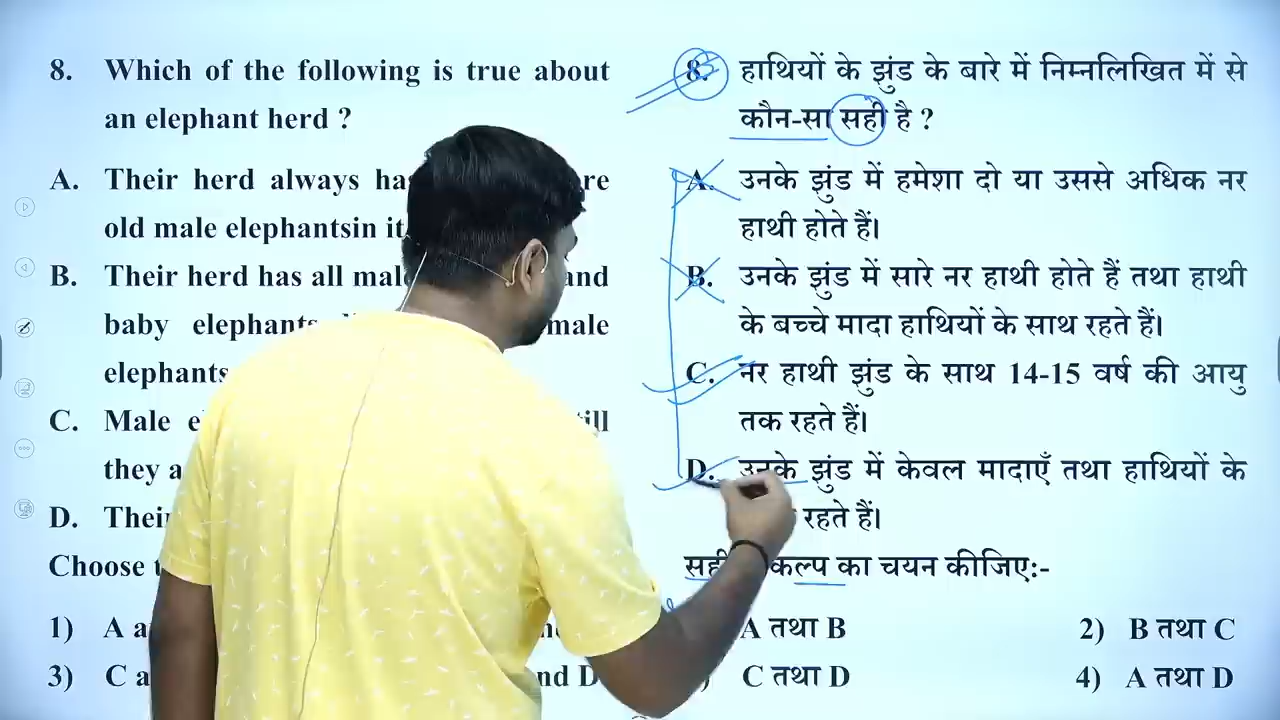 8. Which of the following is true about
an elephant herd ?
A. Their herd always ha re
old male elephantsin it
B. Their herd has all mal and
baby elephants male
elephants
C. Male e ill
they a
D. Thei
Choose
1) A a
3) C a nd D
8. हाथियों के झुंड के बारे में निम्नलिखित में से
कौन-सा सही है ?
A. उनके झुंड में हमेशा दो या उससे अधिक नर
हाथी होते हैं।
B. उनके झुंड में सारे नर हाथी होते हैं तथा हाथी
के बच्चे मादा हाथियों के साथ रहते हैं।
C. नर हाथी झुंड के साथ 14-15 वर्ष की आयु
तक रहते हैं।
D. उनके झुंड में केवल मादाएँ तथा हाथियों के
रहते हैं।
सही कल्प का चयन कीजिए:-
A तथा B 2) B तथा C
C तथा D 4) A तथा D